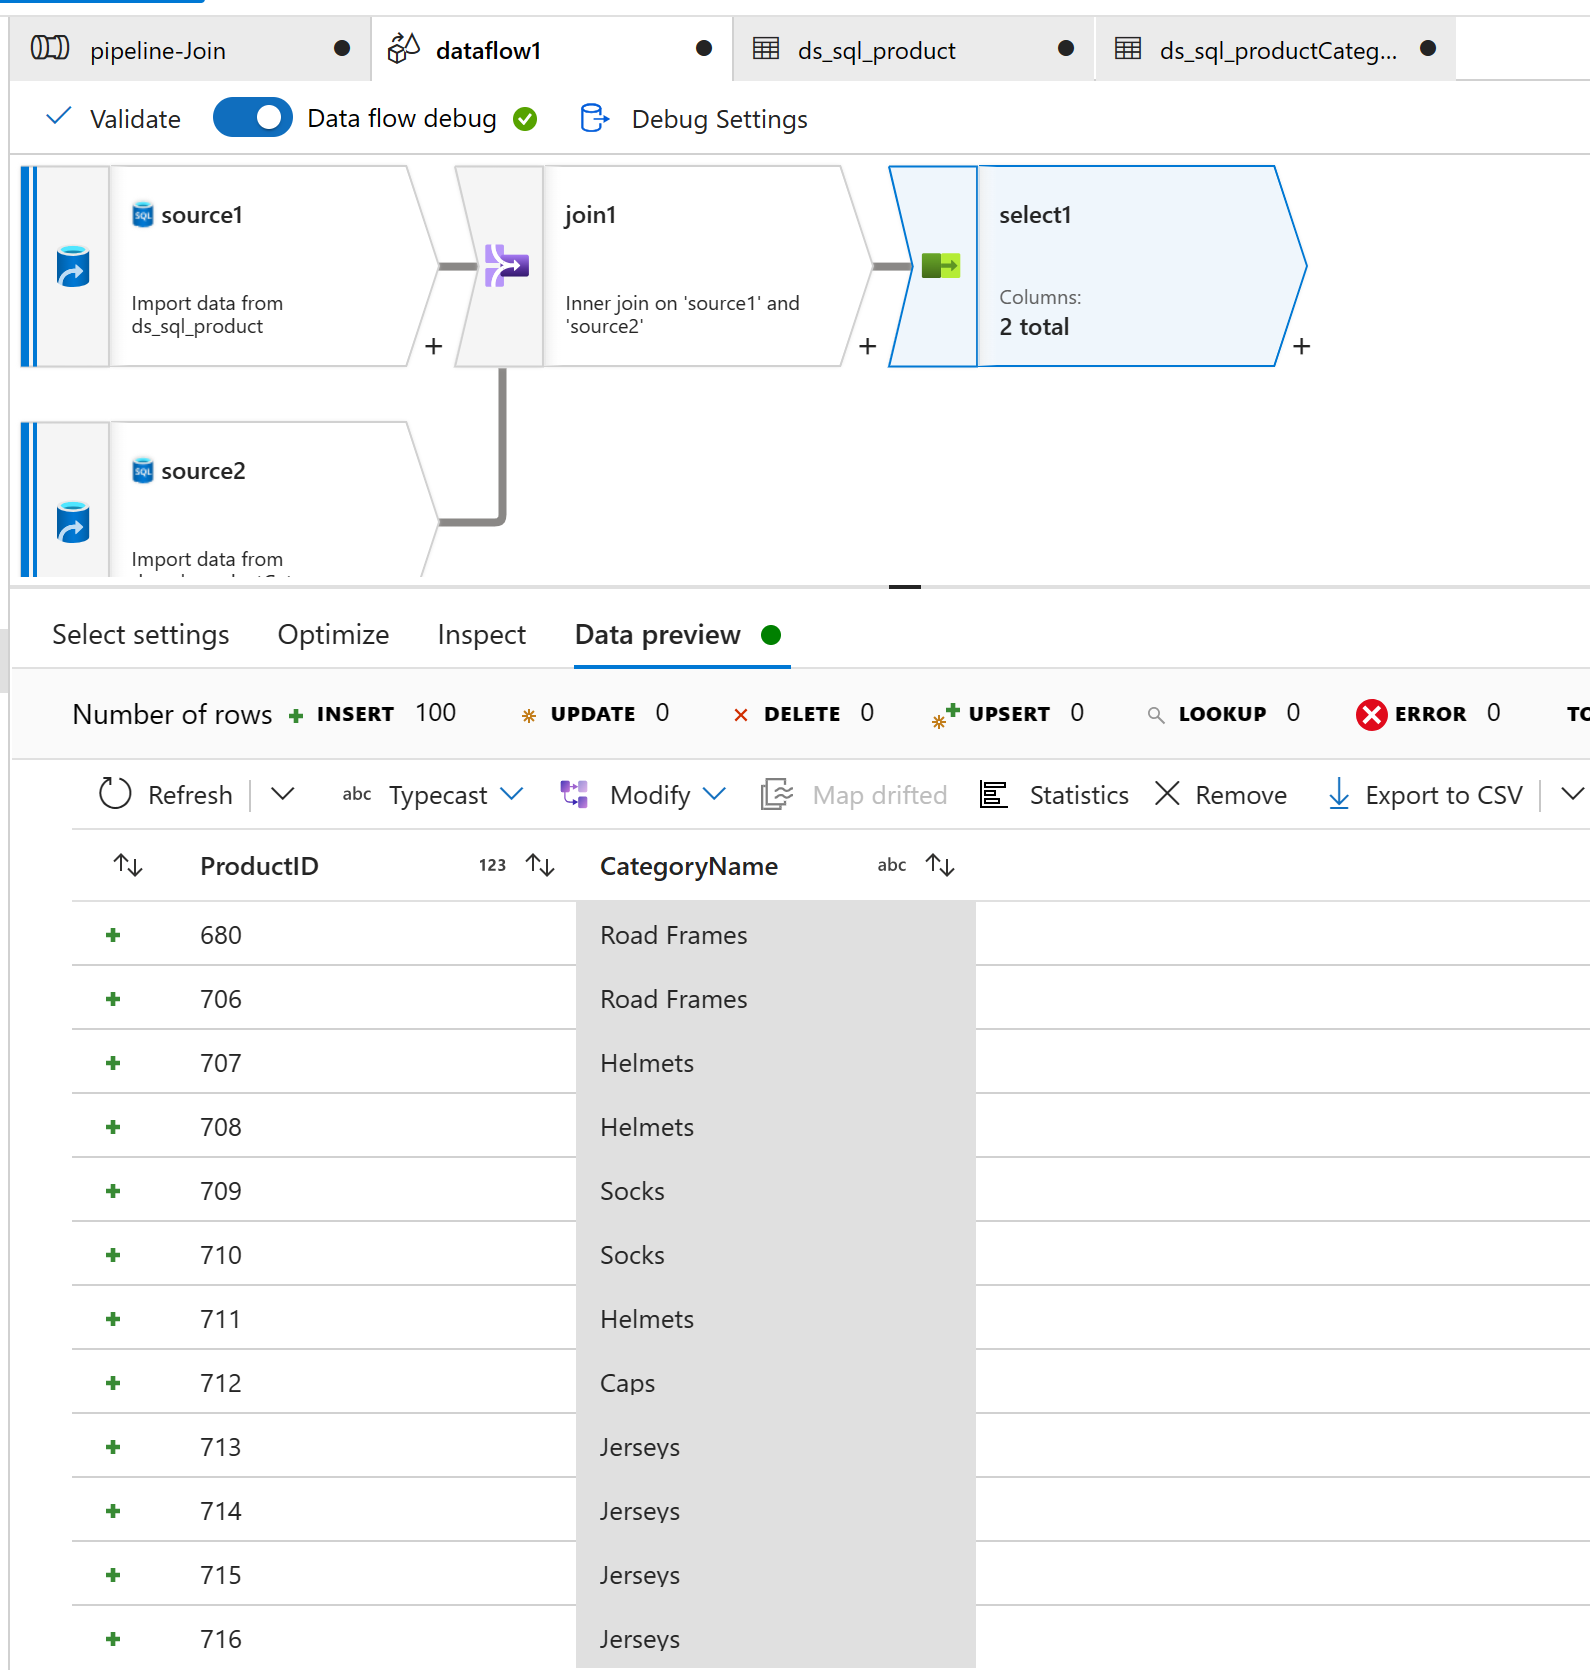 pipeline-Join
dataflow1
ds_sql_product
ds_sql_productCateg...
Validate
Data flow debug
Debug Settings
source1
Import data from
ds_sql_product
join1
Inner join on 'source1' and
'source2'
select1
Columns:
2 total
source2
Import data from
Select settings
Optimize
Inspect
Data preview
Number of rows
INSERT 100
UPDATE 0
DELETE 0
UPSERT 0
LOOKUP 0
ERROR 0
Refresh
abc Typecast
Modify
Map drifted
Statistics
Remove
Export to CSV
ProductID 123 CategoryName abc
680 Road Frames
706 Road Frames
707 Helmets
708 Helmets
709 Socks
710 Socks
711 Helmets
712 Caps
713 Jerseys
714 Jerseys
715 Jerseys
716 Jerseys